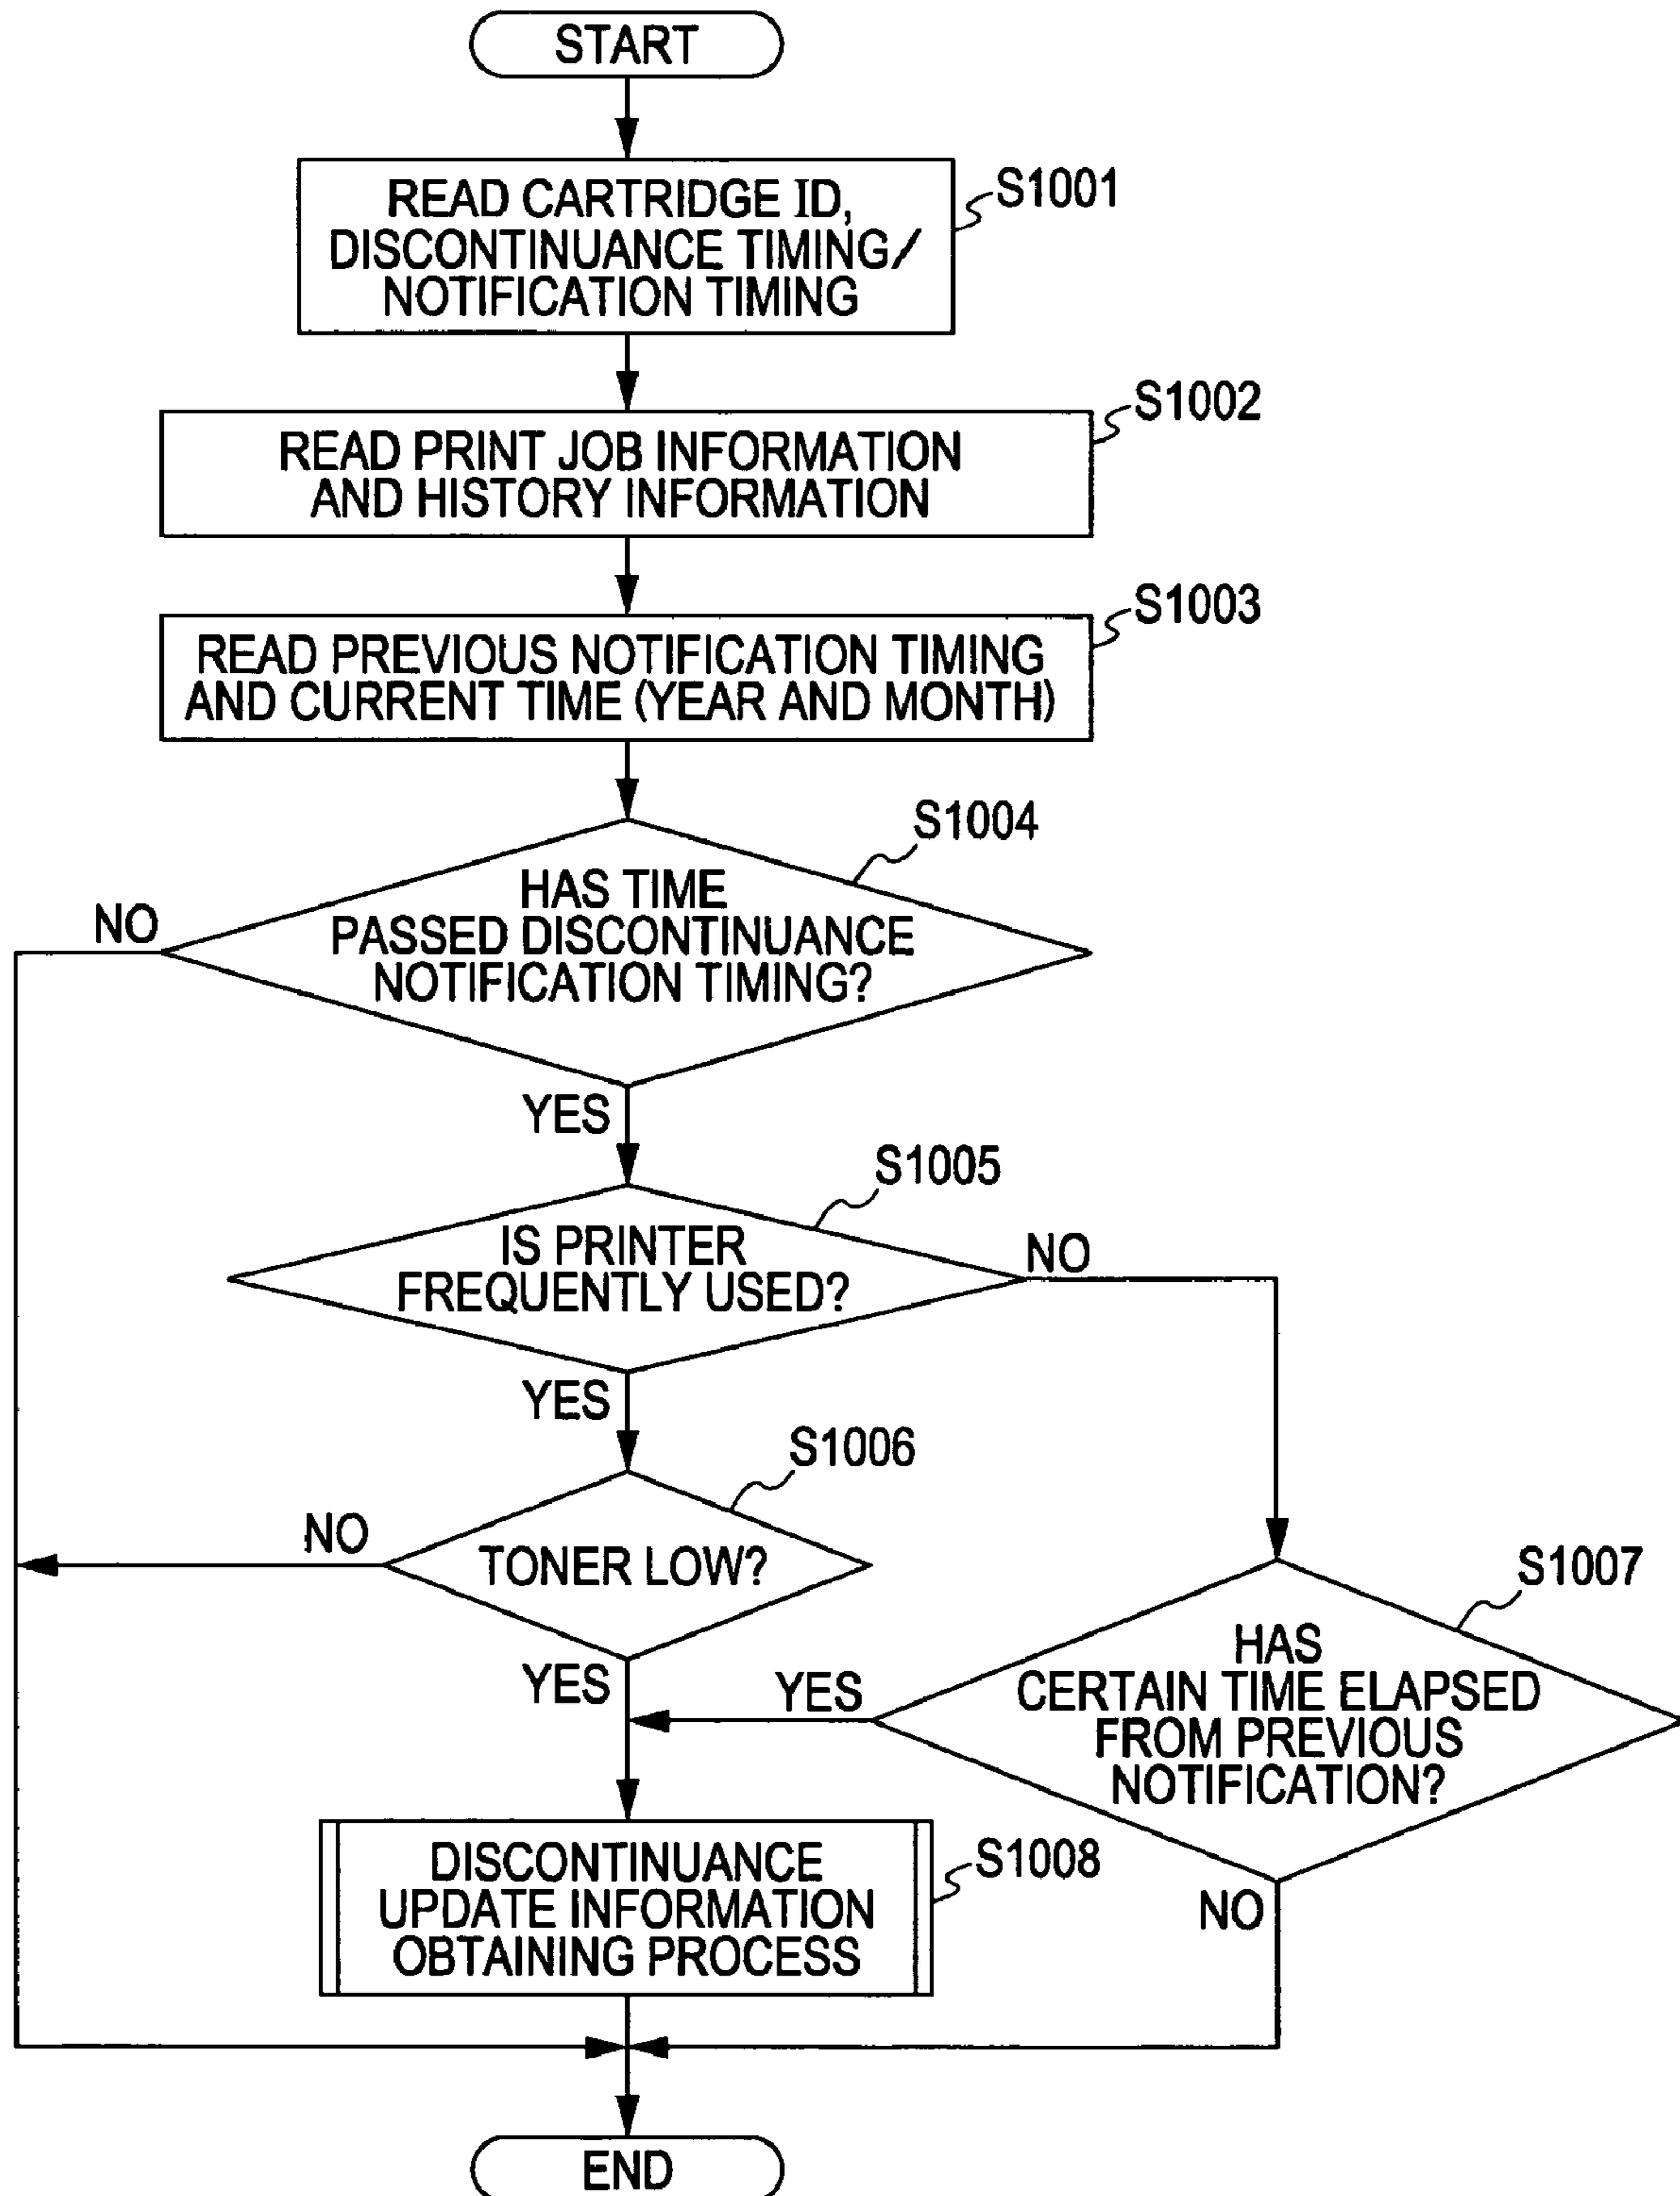 START
READ CARTRIDGE ID,
DISCONTINUANCE TIMING/
NOTIFICATION TIMING
S1001
READ PRINT JOB INFORMATION
AND HISTORY INFORMATION
S1002
READ PREVIOUS NOTIFICATION TIMING
AND CURRENT TIME (YEAR AND MONTH)
S1003
HAS TIME
PASSED DISCONTINUANCE
NOTIFICATION TIMING?
S1004
NO
YES
IS PRINTER
FREQUENTLY USED?
S1005
NO
YES
TONER LOW?
S1006
NO
YES
HAS
CERTAIN TIME ELAPSED
FROM PREVIOUS
NOTIFICATION?
S1007
YES
NO
DISCONTINUANCE
UPDATE INFORMATION
OBTAINING PROCESS
S1008
END